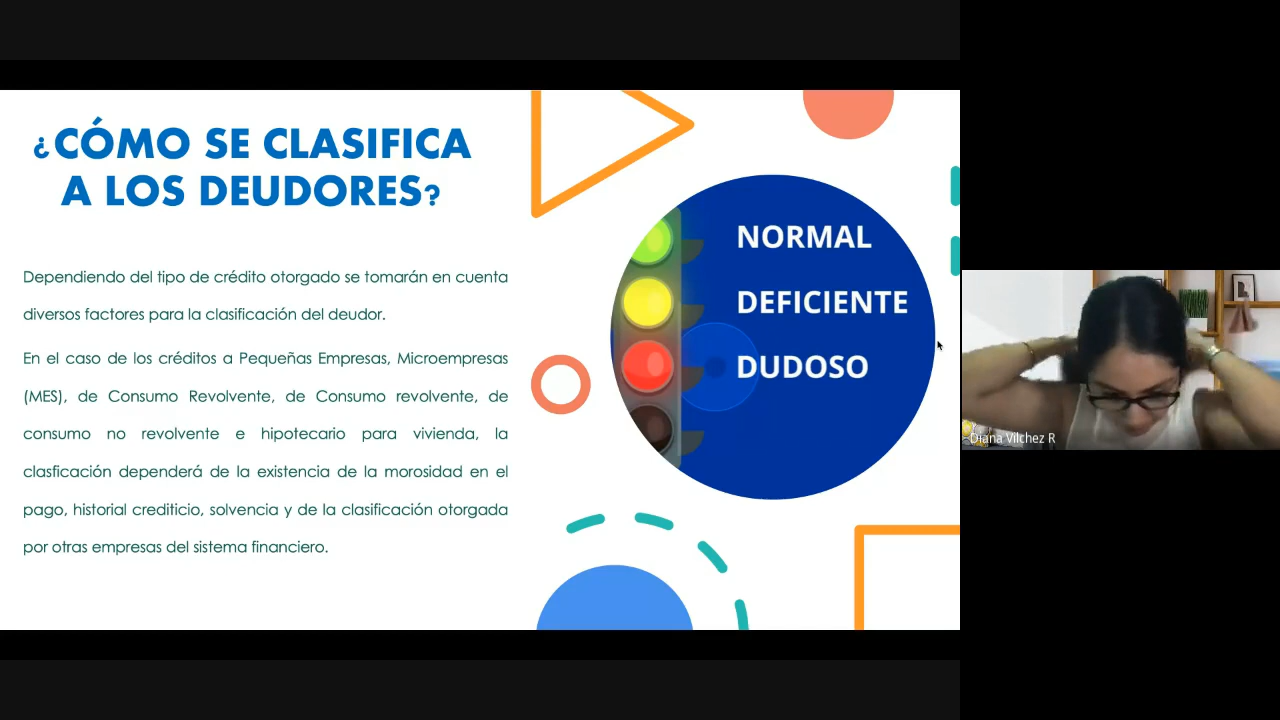 ¿CÓMO SE CLASIFICA
A LOS DEUDORES?
Dependiendo del tipo de crédito otorgado se tomarán en cuenta
diversos factores para la clasificación del deudor.
En el caso de los créditos a Pequeñas Empresas, Microempresas
(MES), de Consumo Revolvente, de Consumo revolvente, de
consumo no revolvente e hipotecario para vivienda, la
clasficación dependerá de la existencia de la morosidad en el
pago, historial crediticio, solvencia y de la clasificación otorgada
por otras empresas del sistema financiero.
NORMAL
DEFICIENTE
DUDOSO
Diana Vilchez R